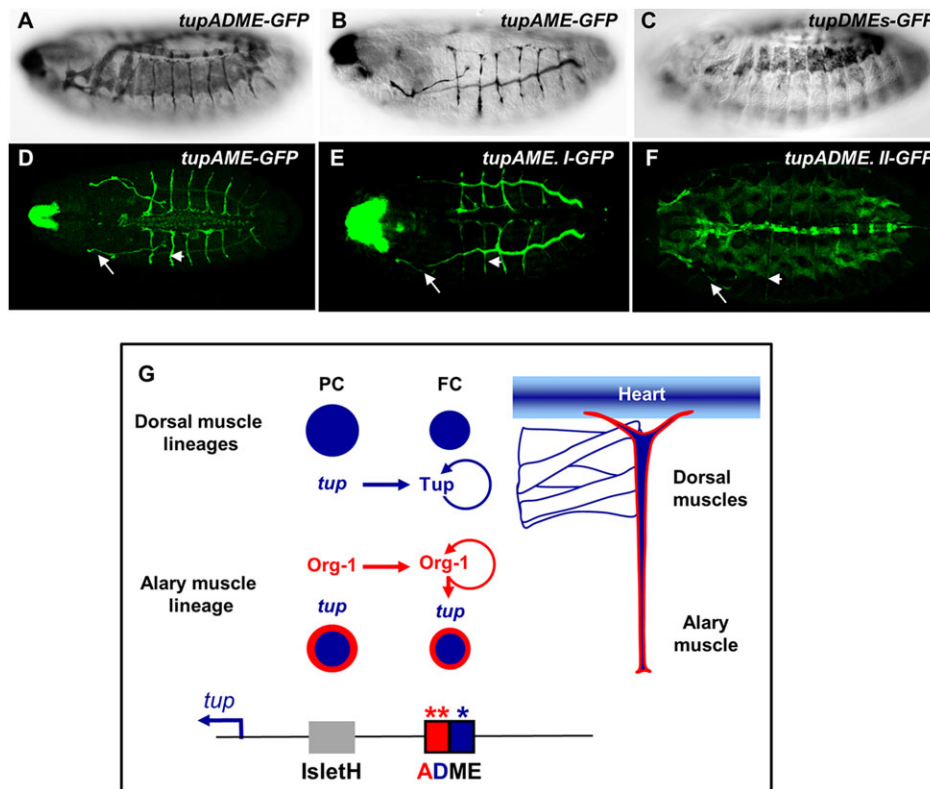 A tupADME-GFP
B tupAME-GFP
C tupDMEs-GFP
D tupAME-GFP
E tupAME. I-GFP
F tupADME. II-GFP
G
PC FC
Heart
Dorsal muscle
lineages
tup Tup
Dorsal
muscles
Org-1 Org-1
Alary muscle
lineage
tup tup
Alary
muscle
** *
tup
IsletH ADME